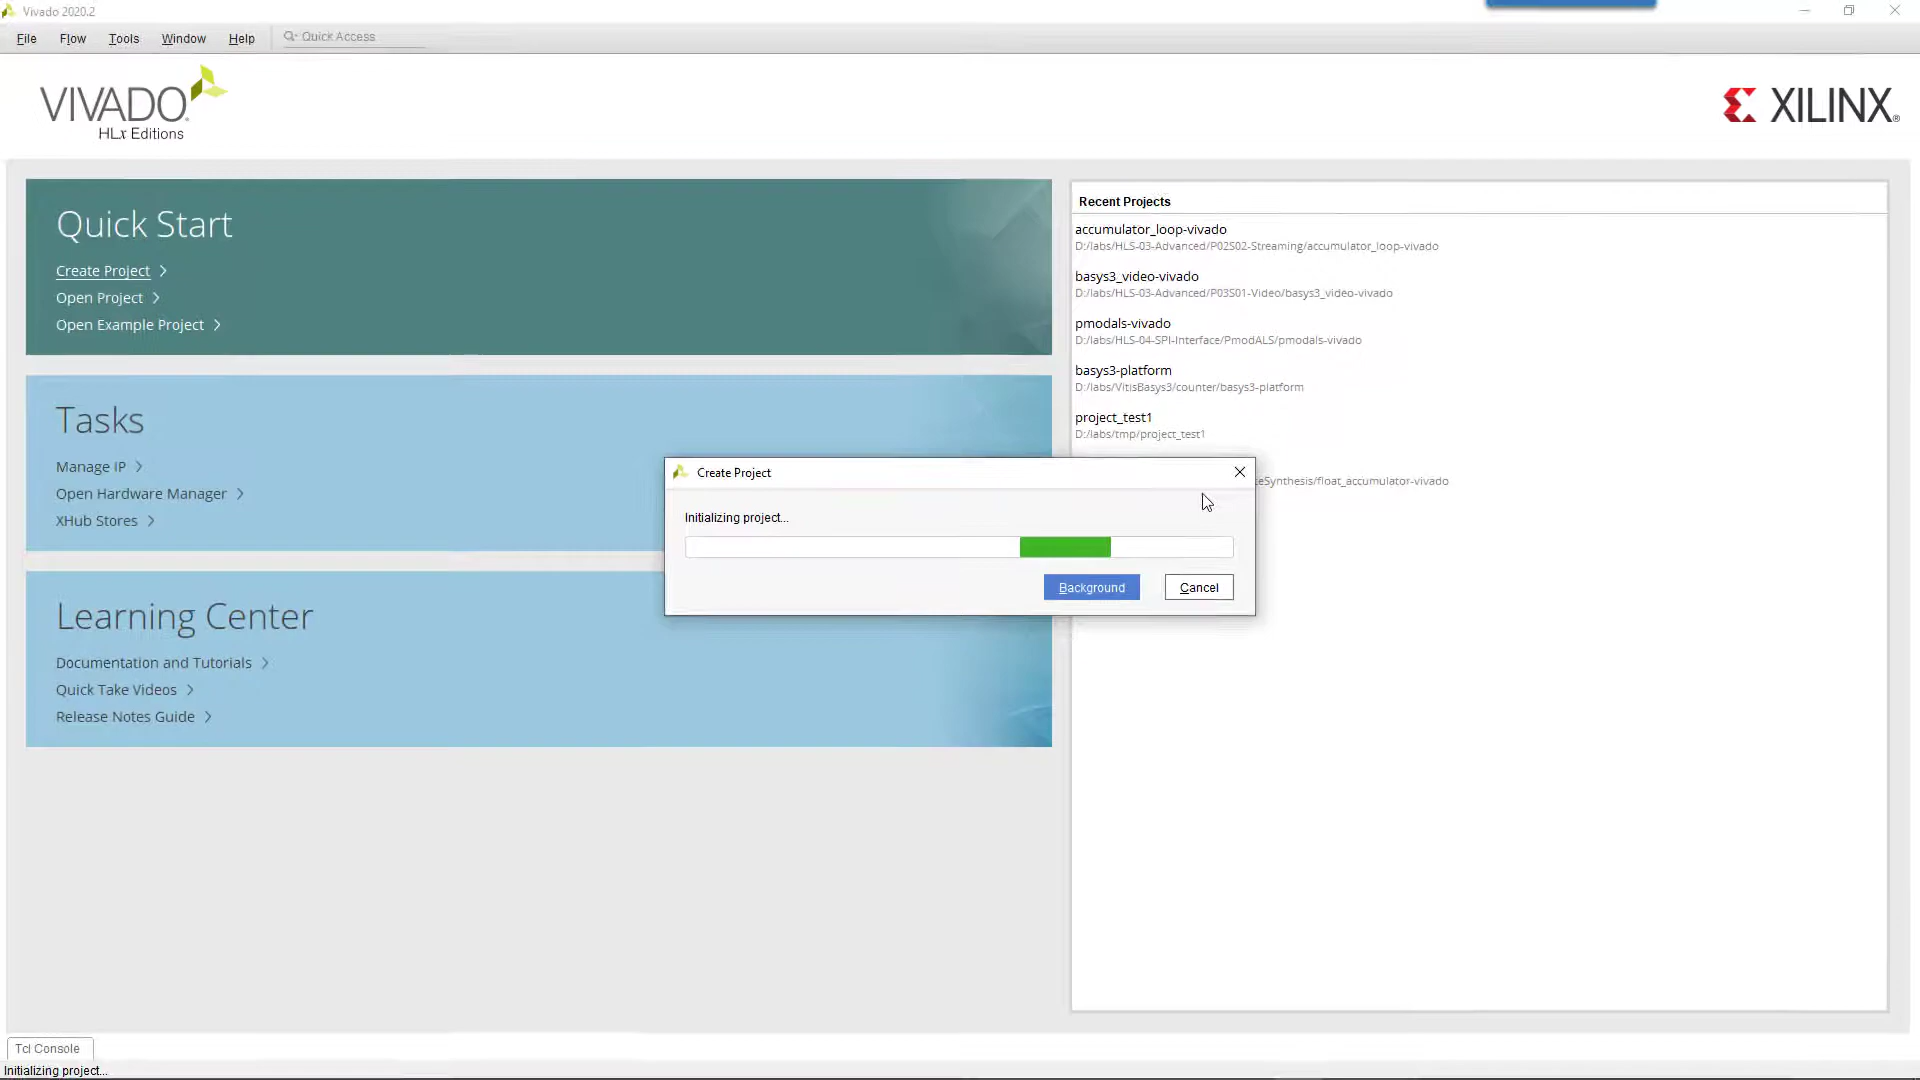 Vivado 2020.2
File Flow Tools Window Help Quick Access
VIVADO.
HLx Editions
XILINX®
Quick Start
Create Project
Open Project
Open Example Project
Tasks
Manage IP
Open Hardware Manager
XHub Stores
Learning Center
Documentation and Tutorials
Quick Take Videos
Release Notes Guide
Recent Projects
accumulator_loop-vivado
D:/labs/HLS-03-Advanced/P02S02-Streaming/accumulator_loop-vivado
basys3_video-vivado
D:/labs/HLS-03-Advanced/P03S01-Video/basys3_video-vivado
pmodals-vivado
D:/labs/HLS-04-SPI-Interface/PmodALS/pmodals-vivado
basys3-platform
D:/labs/VitisBasys3/counter/basys3-platform
project_test1
D:/labs/tmp/project_test1
eSynthesis/float_accumulator-vivado
Create Project
Initializing project...
Background Cancel
Tcl Console
Initializing project...